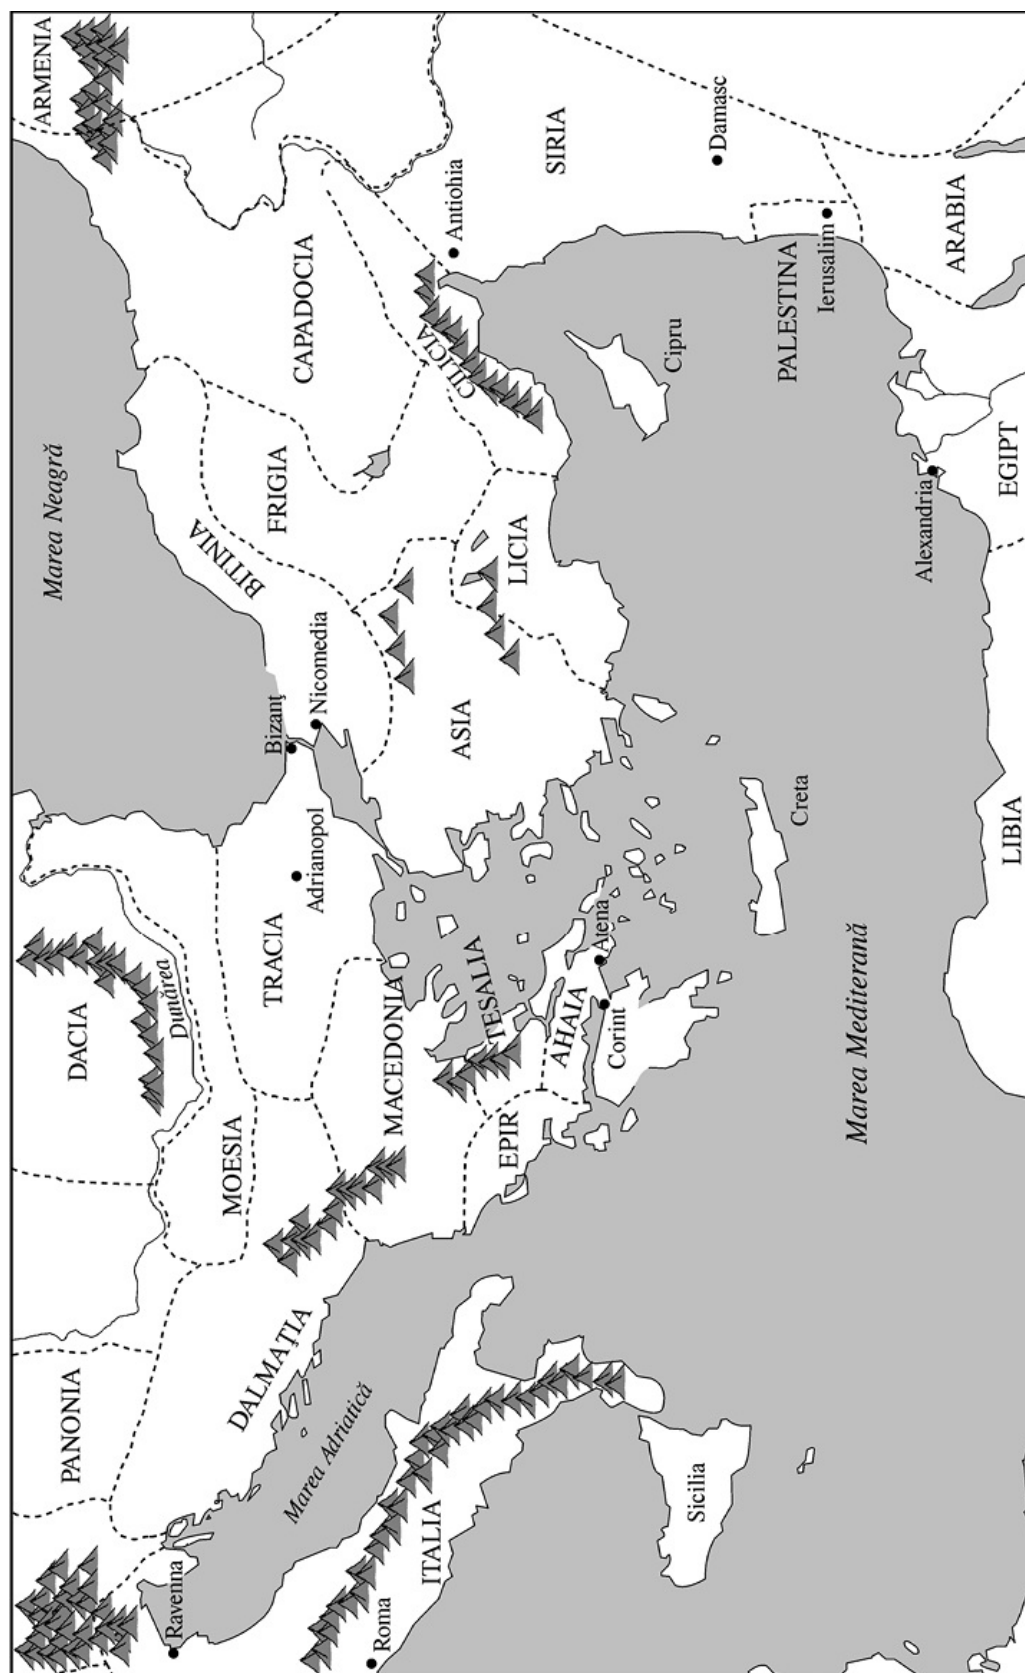 PANONIA
DACIA
Marea Neagră
ARMENIA
Ravenna
Dunărea
MOESIA
BITINIA
DALMAŢIA
TRACIA
Bizanţ
FRIGIA
CAPADOCIA
Marea Adriatică
Adrianopol
Nicomedia
Roma
MACEDONIA
ITALIA
CILICIA
Antiohia
TESALIA
ASIA
EPIR
LICIA
SIRIA
AHAIA
Atena
Corint
Cipru
Sicilia
Damasc
Creta
PALESTINA
Ierusalim
Marea Mediterană
Alexandria
ARABIA
LIBIA
EGIPT